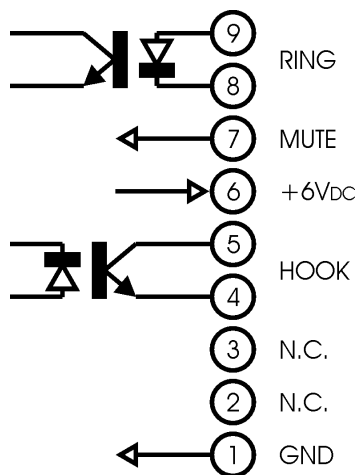 9
RING
8
7 MUTE
6 +6VDC
5
HOOK
4
3 N.C.
2 N.C.
1 GND